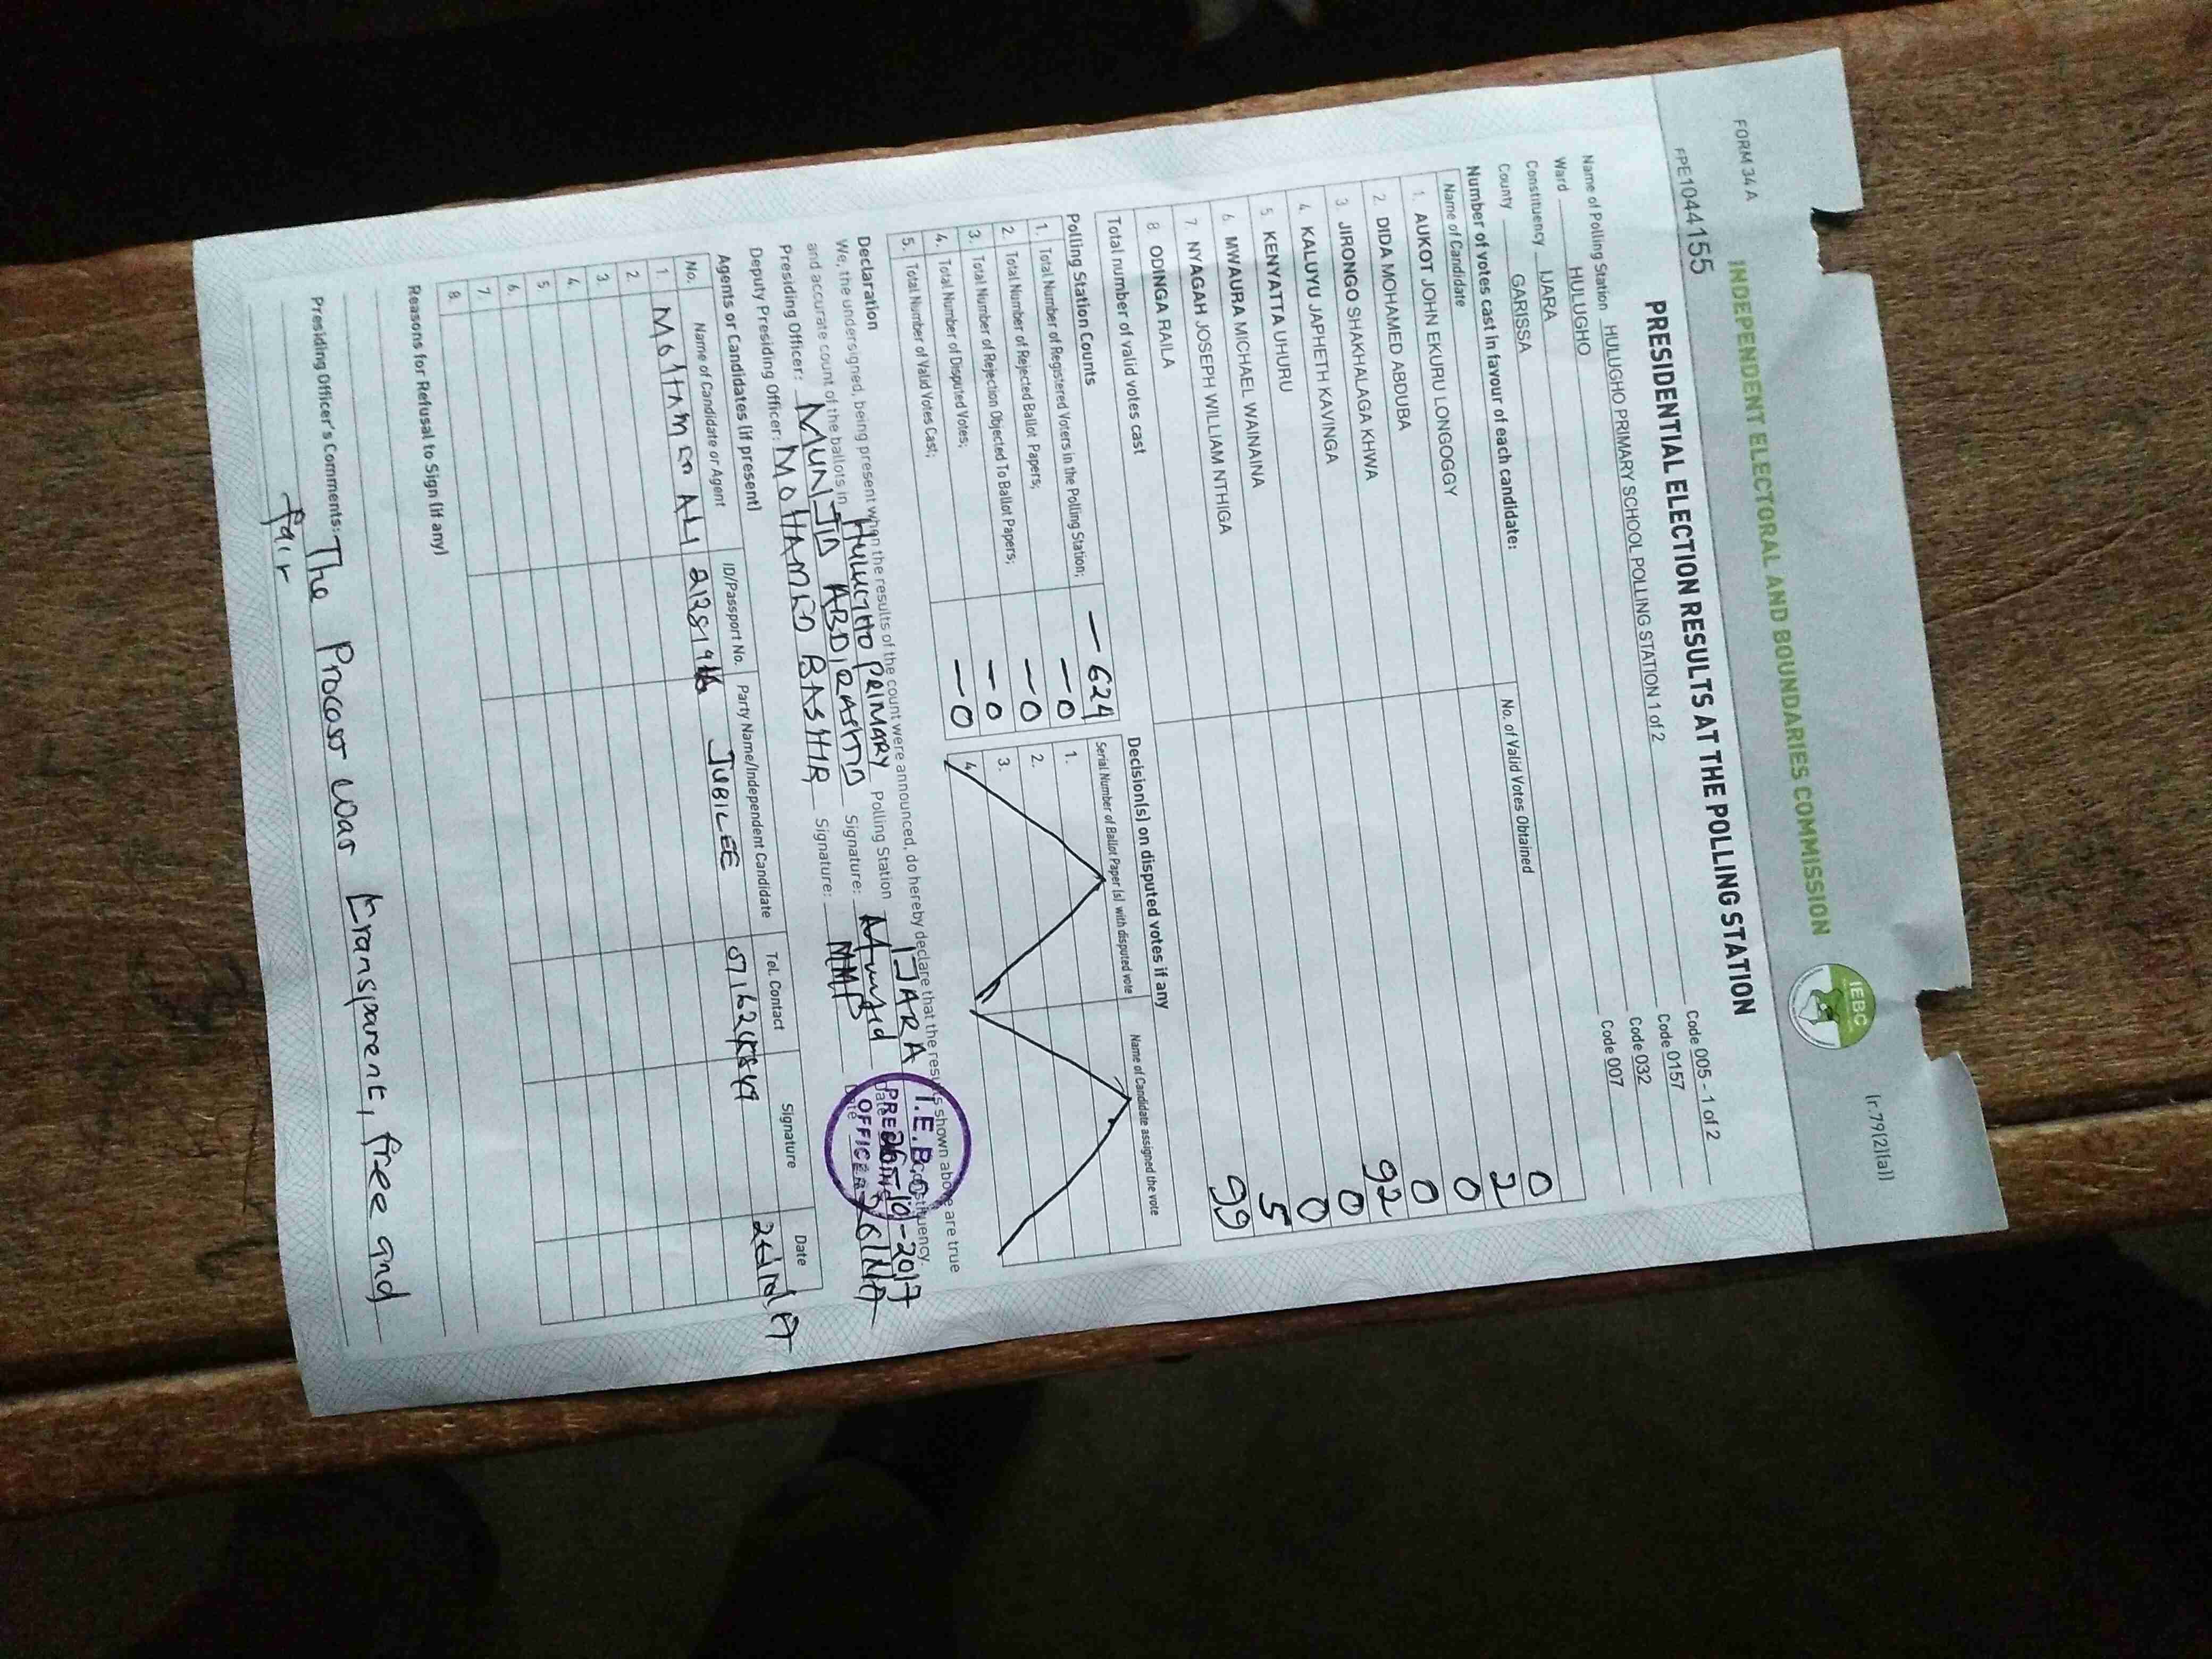 FORM 34 A
(r.79(2)(a))
INDEPENDENT ELECTORAL AND BOUNDARIES COMMISSION
IEBC
FPE1044155
PRESIDENTIAL ELECTION RESULTS AT THE POLLING STATION
Name of Polling Station HULUGHO PRIMARY SCHOOL POLLING STATION 1 of 2 Code 005 - 1 of 2
Ward HULUGHO Code 0157
Constituency IJARA Code 032
County GARISSA Code 007
Number of votes cast in favour of each candidate:
Name of Candidate No. of Valid Votes Obtained
1. AUKOT JOHN EKURU LONGOGGY 0
2. DIDA MOHAMED ABDUBA 2
3. JIRONGO SHAKHALAGA KHWA 0
4. KALUYU JAPHETH KAVINGA 0
5. KENYATTA UHURU 92
6. MWAURA MICHAEL WAINAINA 0
7. NYAGAH JOSEPH WILLIAM NTHIGA 0
8. ODINGA RAILA 5
Total number of valid votes cast 99
Polling Station Counts
1. Total Number of Registered Voters in the Polling Station; - 624
2. Total Number of Rejected Ballot Papers; - 0
3. Total Number of Rejection Objected To Ballot Papers; - 0
4. Total Number of Disputed Votes; - 0
5. Total Number of Valid Votes Cast; - 0
Decision(s) on disputed votes if any
Serial Number of Ballot Paper (s) with disputed vote Name of Candidate assigned the vote
1.
2.
3.
4.
Declaration
We, the undersigned, being present when the results of the count were announced, do hereby declare that the results shown above are true
and accurate count of the ballots in HULUGHO PRIMARY Polling Station IJARA Constituency.
Presiding Officer: MUNJID ABDIRASHID Signature: Munjid Date
Deputy Presiding Officer: MOHAMED BASHIR Signature: Date
I.E.B.C
PRESIDING
OFFICER
26-10-2017
Agents or Candidates (if present)
No. Name of Candidate or Agent ID/Passport No. Party Name/Independent Candidate Tel. Contact Signature Date
1. MOHAMED ALI JUBILEE
2.
3.
4.
5.
6.
7.
8.
Reasons for Refusal to Sign (if any)
Presiding Officer's Comments: The Procass was transparent, free and
fair